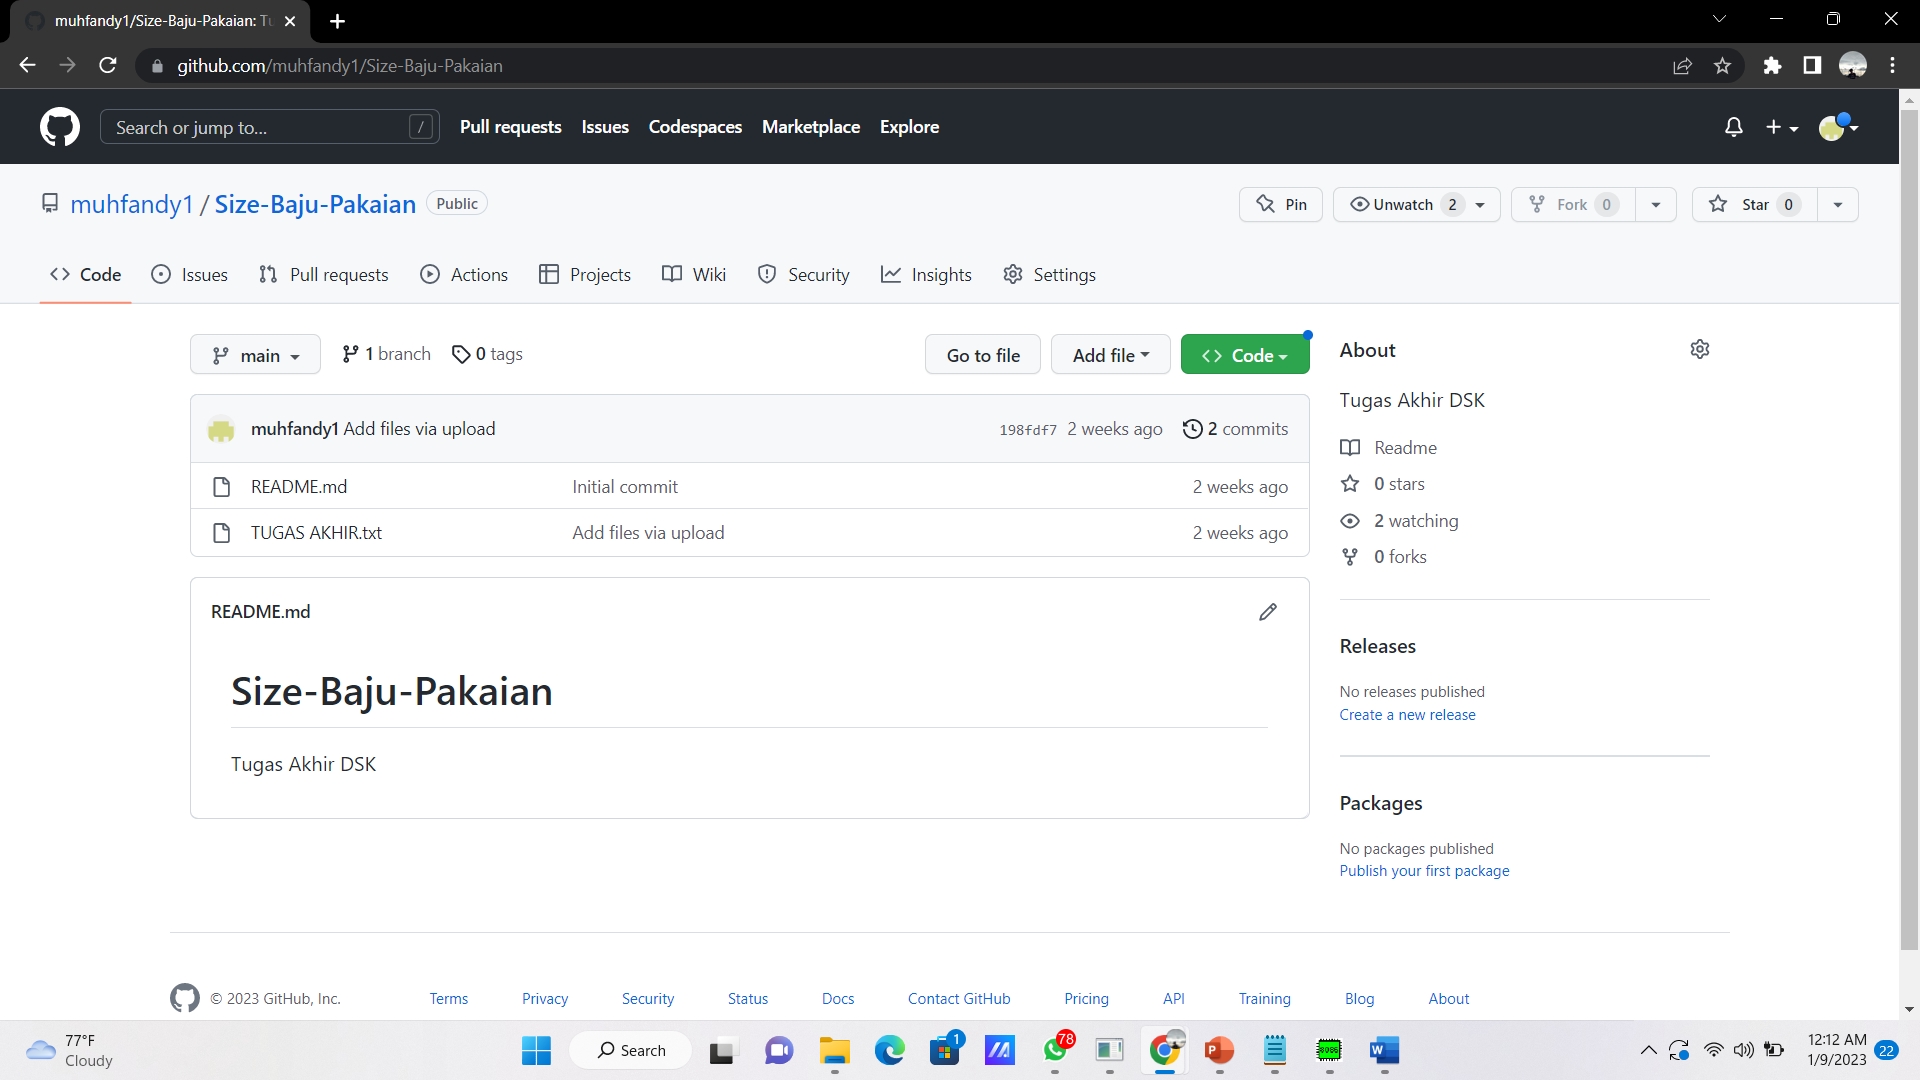 muhfandy1/Size-Baju-Pakaian: Tu
github.com/muhfandy1/Size-Baju-Pakaian
Search or jump to... /
Pull requests Issues Codespaces Marketplace Explore
muhfandy1 / Size-Baju-Pakaian Public
Pin Unwatch 2 Fork 0 Star 0
Code Issues Pull requests Actions Projects Wiki Security Insights Settings
main 1 branch 0 tags Go to file Add file Code
muhfandy1 Add files via upload 198fdf7 2 weeks ago 2 commits
README.md Initial commit 2 weeks ago
TUGAS AKHIR.txt Add files via upload 2 weeks ago
README.md
Size-Baju-Pakaian
Tugas Akhir DSK
About
Tugas Akhir DSK
Readme
0 stars
2 watching
0 forks
Releases
No releases published
Create a new release
Packages
No packages published
Publish your first package
© 2023 GitHub, Inc. Terms Privacy Security Status Docs Contact GitHub Pricing API Training Blog About
77°F
Cloudy
Search
1
78
12:12 AM
1/9/2023
22